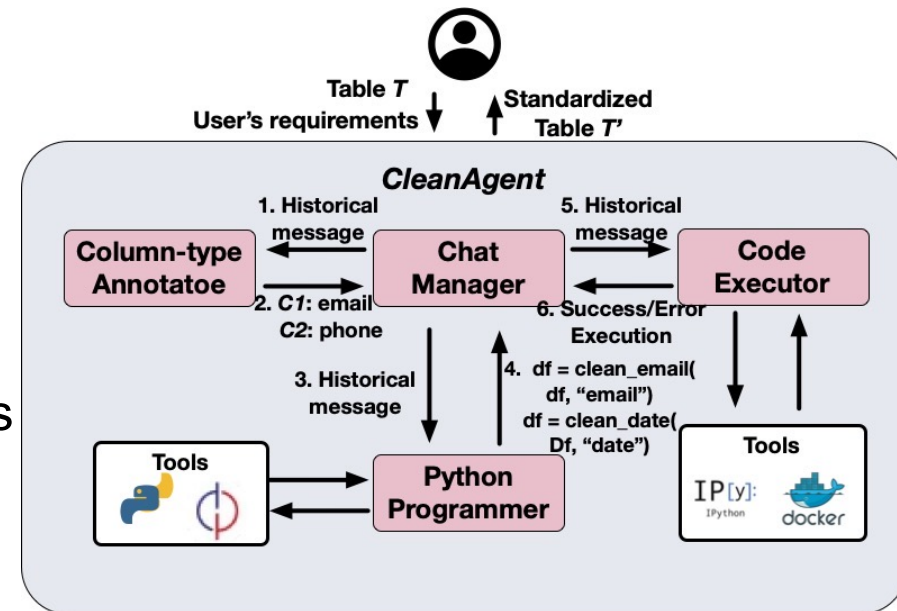 Table T
User's requirements
Standardized
Table T'
CleanAgent
1. Historical
message
5. Historical
message
Column-type
Annotatoe
Chat
Manager
Code
Executor
2. C1: email
C2: phone
6. Success/Error
Execution
3. Historical
message
4. df = clean_email(
df, “email”)
df = clean_date(
Df, “date”)
s
Tools
Python
Programmer
Tools
IP[y]:
IPython
docker